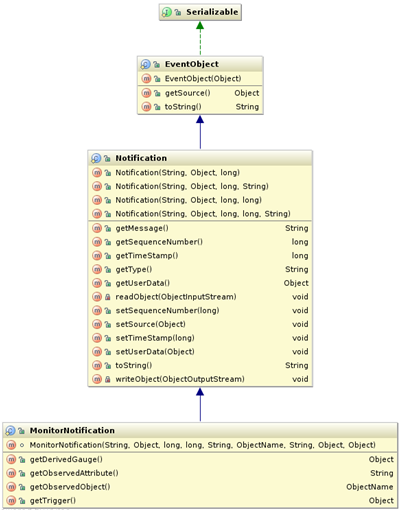 Serializable
EventObject
EventObject(Object)
getSource() Object
toString() String
Notification
Notification(String, Object, long)
Notification(String, Object, long, String)
Notification(String, Object, long, long)
Notification(String, Object, long, long, String)
getMessage() String
getSequenceNumber() long
getTimeStamp() long
getType() String
getUserData() Object
readObject(ObjectInputStream) void
setSequenceNumber(long) void
setSource(Object) void
setTimeStamp(long) void
setUserData(Object) void
toString() String
writeObject(ObjectOutputStream) void
MonitorNotification
MonitorNotification(String, Object, long, long, String, ObjectName, String, Object, Object)
getDerivedGauge() Object
getObservedAttribute() String
getObservedObject() ObjectName
getTrigger() Object